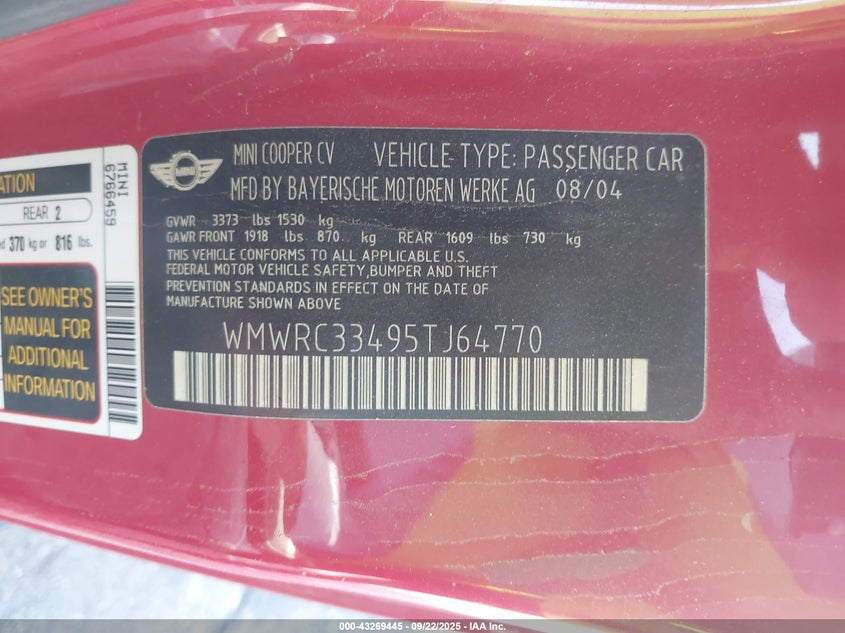 ATION
REAR 2
ed 370 kg or 816 lbs.
SEE OWNER'S
MANUAL FOR
ADDITIONAL
INFORMATION
MINI
6766459
MINI
MINI COOPER CV VEHICLE TYPE: PASSENGER CAR
MFD BY BAYERISCHE MOTOREN WERKE AG 08/04
GVWR 3373 lbs 1530 kg
GAWR FRONT 1918 lbs 870 kg REAR 1609 lbs 730 kg
THIS VEHICLE CONFORMS TO ALL APPLICABLE U.S.
FEDERAL MOTOR VEHICLE SAFETY,BUMPER AND THEFT
PREVENTION STANDARDS IN EFFECT ON THE DATE OF
MANUFACTURE SHOWN ABOVE
WMWRC33495TJ64770
000-43269445 - 09/22/2025 - IAA Inc.